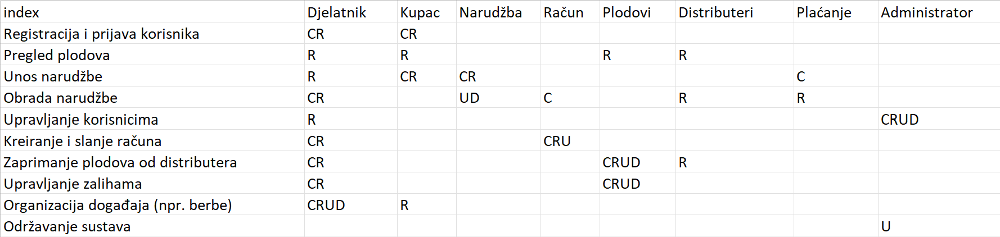 index Djelatnik Kupac Narudžba Račun Plodovi Distributeri Plaćanje Administrator
Registracija i prijava korisnika CR CR
Pregled plodova R R R R
Unos narudžbe R CR CR C
Obrada narudžbe CR UD C R R
Upravljanje korisnicima R CRUD
Kreiranje i slanje računa CR CRU
Zaprimanje plodova od distributera CR CRUD R
Upravljanje zalihama CR CRUD
Organizacija događaja (npr. berbe) CRUD R
Održavanje sustava U